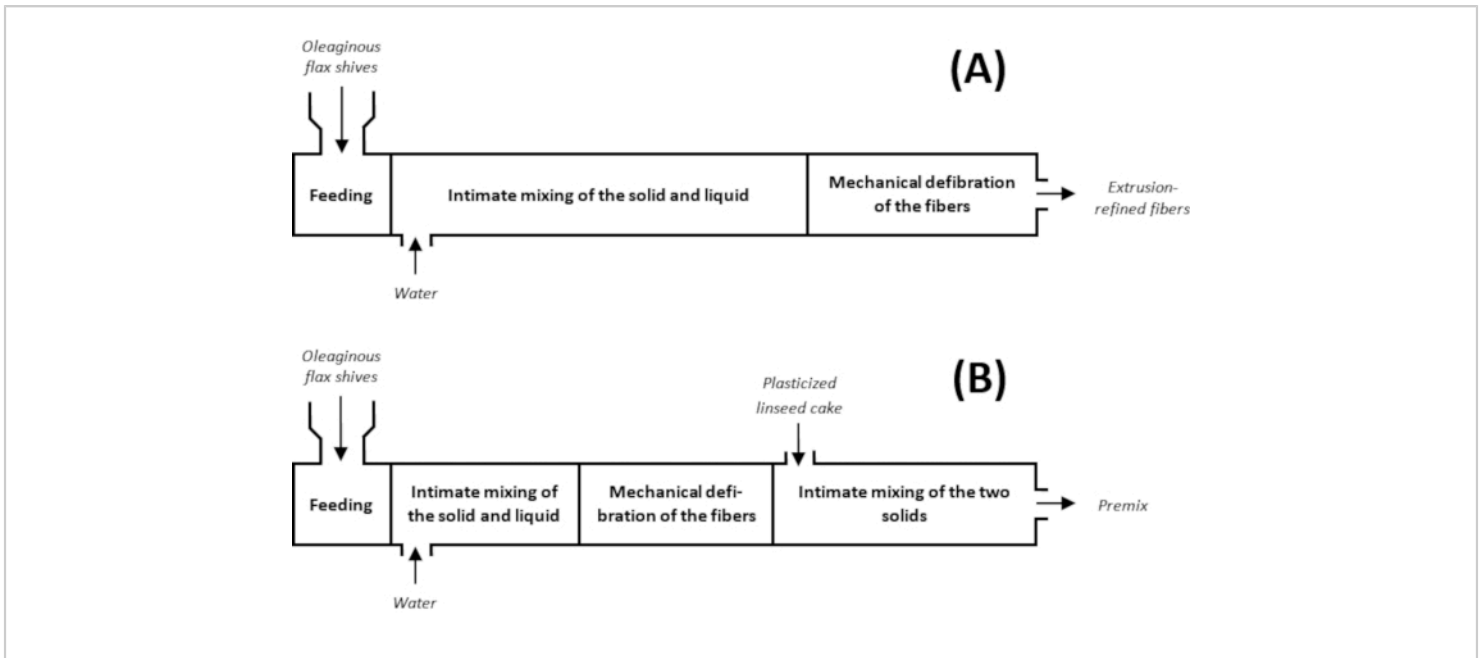 Oleaginous
flax shives
(A)
Feeding
Intimate mixing of the solid and liquid
Mechanical defibration
of the fibers
Extrusion-
refined fibers
Water
Oleaginous
flax shives
(B)
Plasticized
linseed cake
Feeding
Intimate mixing of
the solid and liquid
Mechanical defi-
bration of the fibers
Intimate mixing of the two
solids
Premix
Water